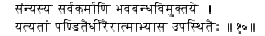 संन्यस्य सर्वकर्माणि भवबन्धविमुक्तये ।
यत्यतां पण्डितैर्धीरैरात्माभ्यास उपस्थितैः ॥ १० ॥